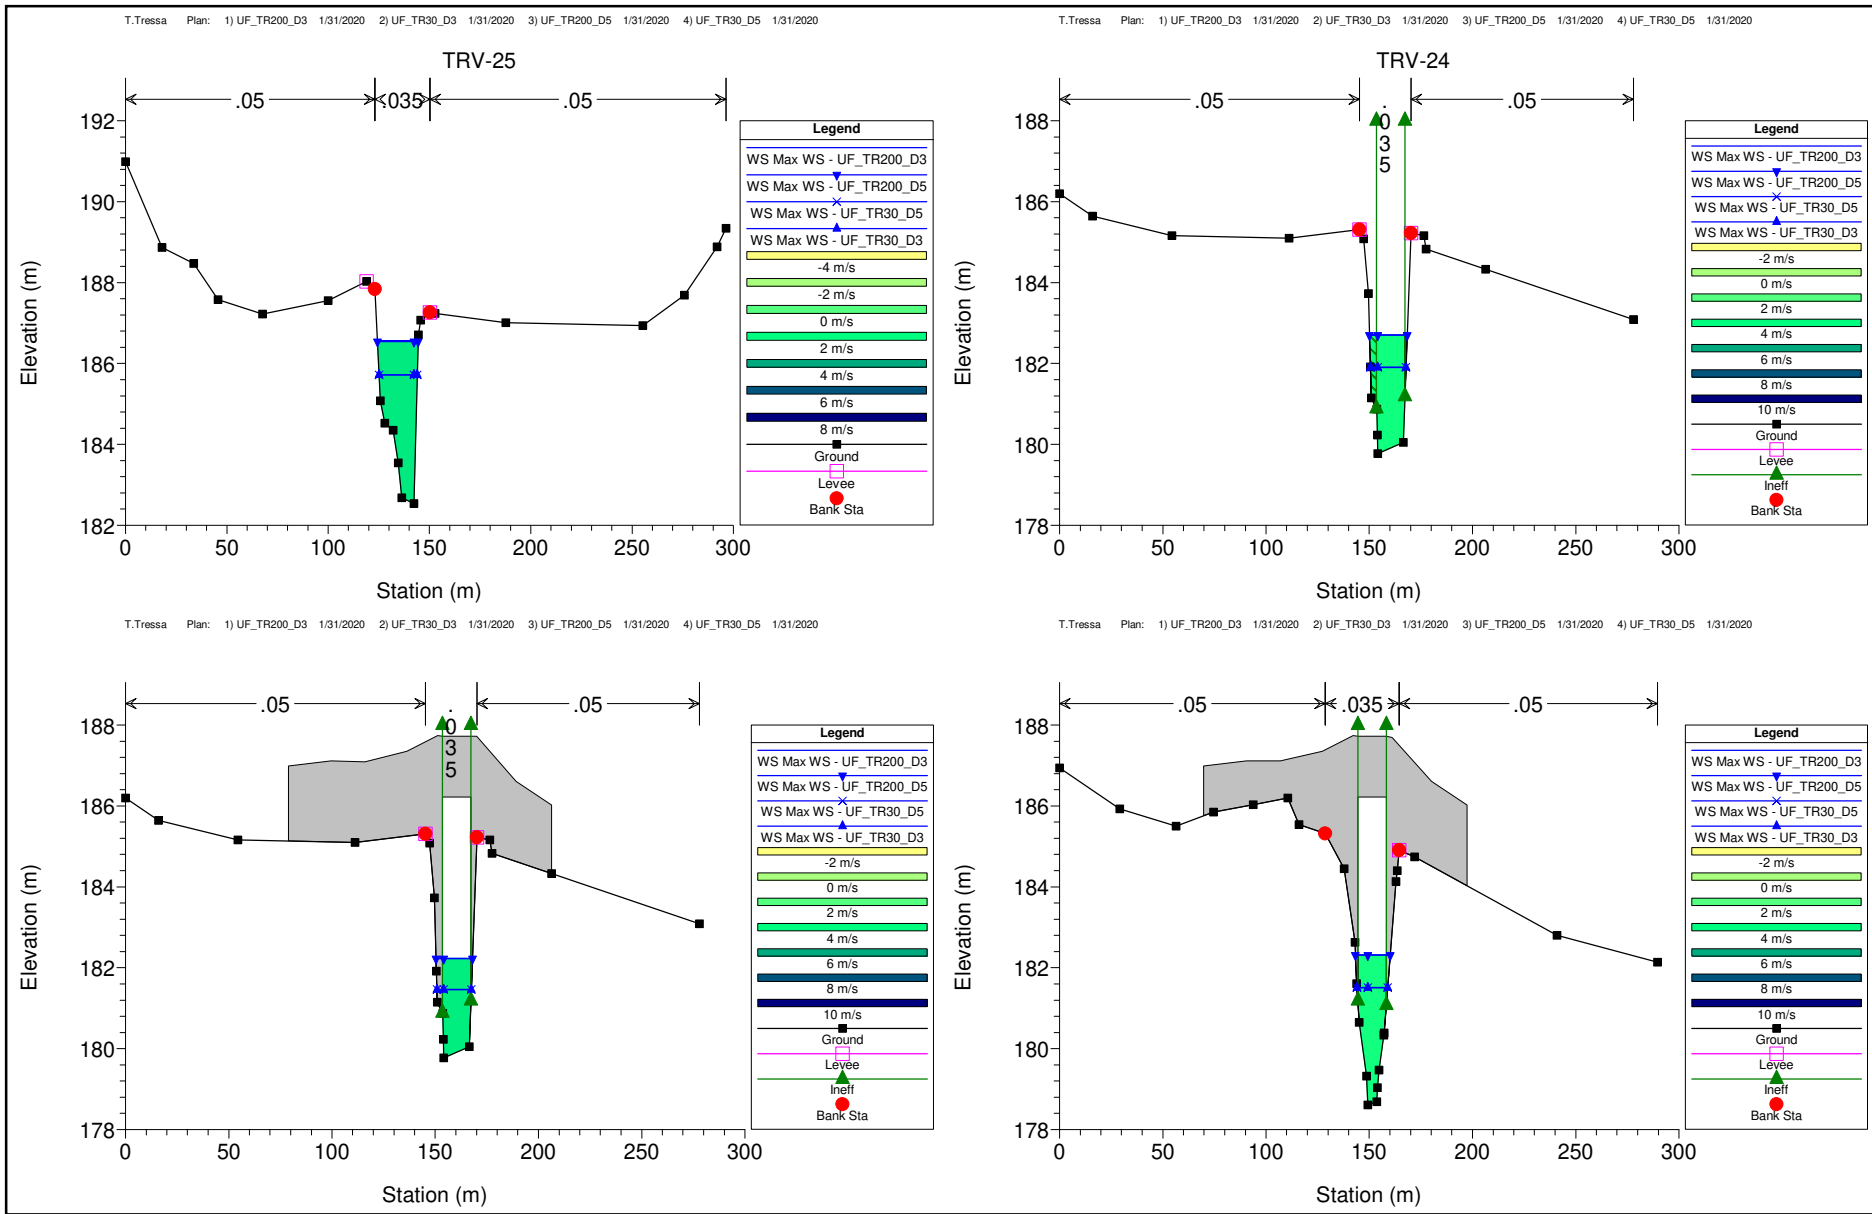 T.Tressa Plan: 1) UF_TR200_D3 1/31/2020 2) UF_TR30_D3 1/31/2020 3) UF_TR200_D5 1/31/2020 4) UF_TR30_D5 1/31/2020
TRV-25
.05
.035
.05
Elevation (m)
192
190
188
186
184
182
0
50
100
150
200
250
300
Station (m)
Legend
WS Max WS - UF_TR200_D3
WS Max WS - UF_TR200_D5
WS Max WS - UF_TR30_D5
WS Max WS - UF_TR30_D3
-4 m/s
-2 m/s
0 m/s
2 m/s
4 m/s
6 m/s
8 m/s
Ground
Levee
Bank Sta
T.Tressa Plan: 1) UF_TR200_D3 1/31/2020 2) UF_TR30_D3 1/31/2020 3) UF_TR200_D5 1/31/2020 4) UF_TR30_D5 1/31/2020
TRV-24
.05
.035
.05
Elevation (m)
188
186
184
182
180
178
0
50
100
150
200
250
300
Station (m)
Legend
WS Max WS - UF_TR200_D3
WS Max WS - UF_TR200_D5
WS Max WS - UF_TR30_D5
WS Max WS - UF_TR30_D3
-2 m/s
0 m/s
2 m/s
4 m/s
6 m/s
8 m/s
10 m/s
Ground
Levee
Ineff
Bank Sta
T.Tressa Plan: 1) UF_TR200_D3 1/31/2020 2) UF_TR30_D3 1/31/2020 3) UF_TR200_D5 1/31/2020 4) UF_TR30_D5 1/31/2020
.05
.035
.05
Elevation (m)
188
186
184
182
180
178
0
50
100
150
200
250
300
Station (m)
Legend
WS Max WS - UF_TR200_D3
WS Max WS - UF_TR200_D5
WS Max WS - UF_TR30_D5
WS Max WS - UF_TR30_D3
-2 m/s
0 m/s
2 m/s
4 m/s
6 m/s
8 m/s
10 m/s
Ground
Levee
Ineff
Bank Sta
T.Tressa Plan: 1) UF_TR200_D3 1/31/2020 2) UF_TR30_D3 1/31/2020 3) UF_TR200_D5 1/31/2020 4) UF_TR30_D5 1/31/2020
.05
.035
.05
Elevation (m)
188
186
184
182
180
178
0
50
100
150
200
250
300
Station (m)
Legend
WS Max WS - UF_TR200_D3
WS Max WS - UF_TR200_D5
WS Max WS - UF_TR30_D5
WS Max WS - UF_TR30_D3
-2 m/s
0 m/s
2 m/s
4 m/s
6 m/s
8 m/s
10 m/s
Ground
Levee
Ineff
Bank Sta